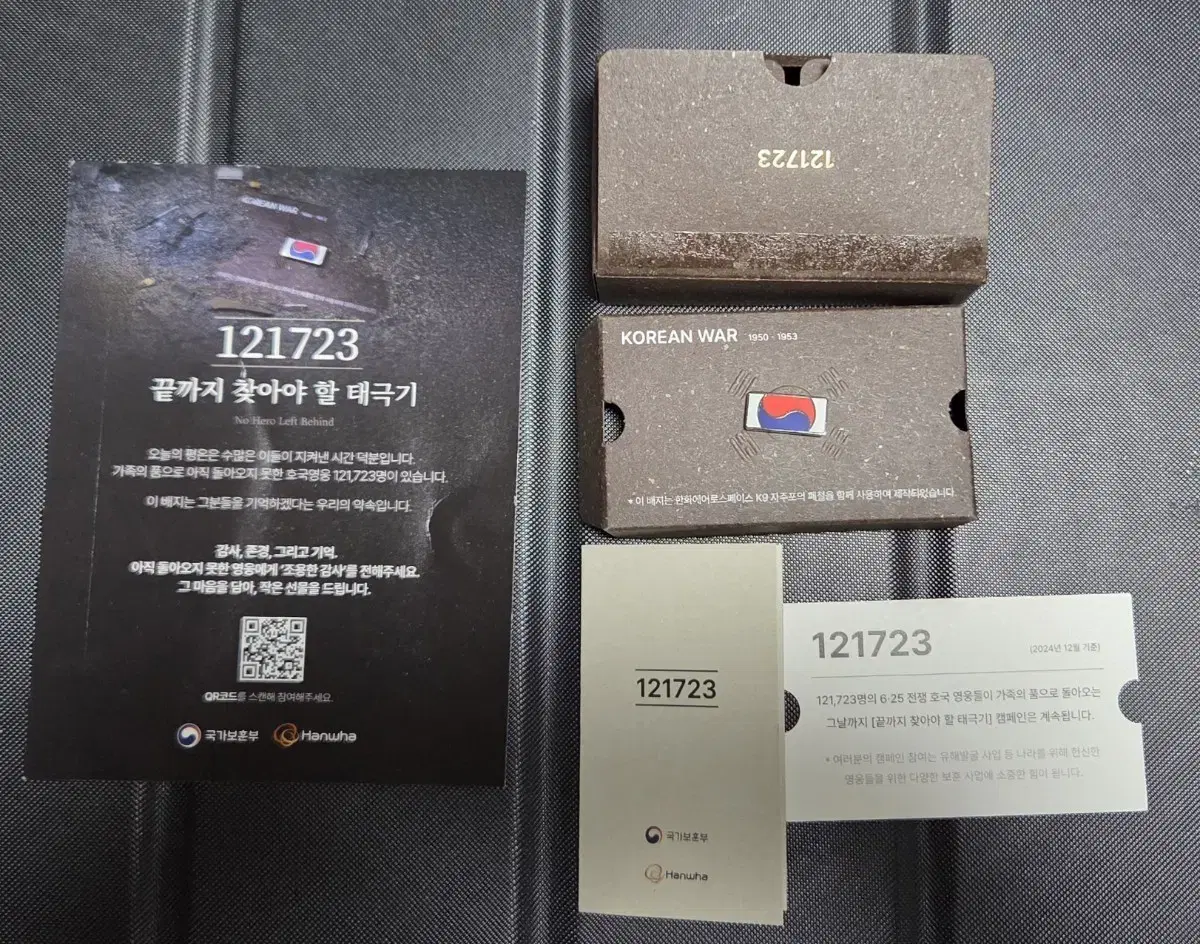 KOREAN WAR
121723
끝까지 찾아야 할 태극기
No Hero Left Behind
오늘의 평온은 수많은 이들이 지켜낸 시간 덕분입니다.
가족의 품으로 아직 돌아오지 못한 호국영웅 121,723명이 있습니다.
이 배지는 그분들을 기억하겠다는 우리의 약속입니다.
감사, 존경, 그리고 기억.
아직 돌아오지 못한 영웅에게 '조용한 감사'를 전해주세요.
그 마음을 담아, 작은 선물을 드립니다.
QR코드를 스캔해 참여해주세요.
국가보훈부 Hanwha
121723
KOREAN WAR 1950 - 1953
* 이 배지는 한화에어로스페이스 K9 자주포의 폐철을 함께 사용하여 제작되었습니다.
121723
국가보훈부
Hanwha
121723 (2024년 12월 기준)
121,723명의 6·25 전쟁 호국 영웅들이 가족의 품으로 돌아오는
그날까지 [끝까지 찾아야 할 태극기] 캠페인은 계속됩니다.
* 여러분의 캠페인 참여는 유해발굴 사업 등 나라를 위해 헌신한
영웅들을 위한 다양한 보훈 사업에 소중한 힘이 됩니다.